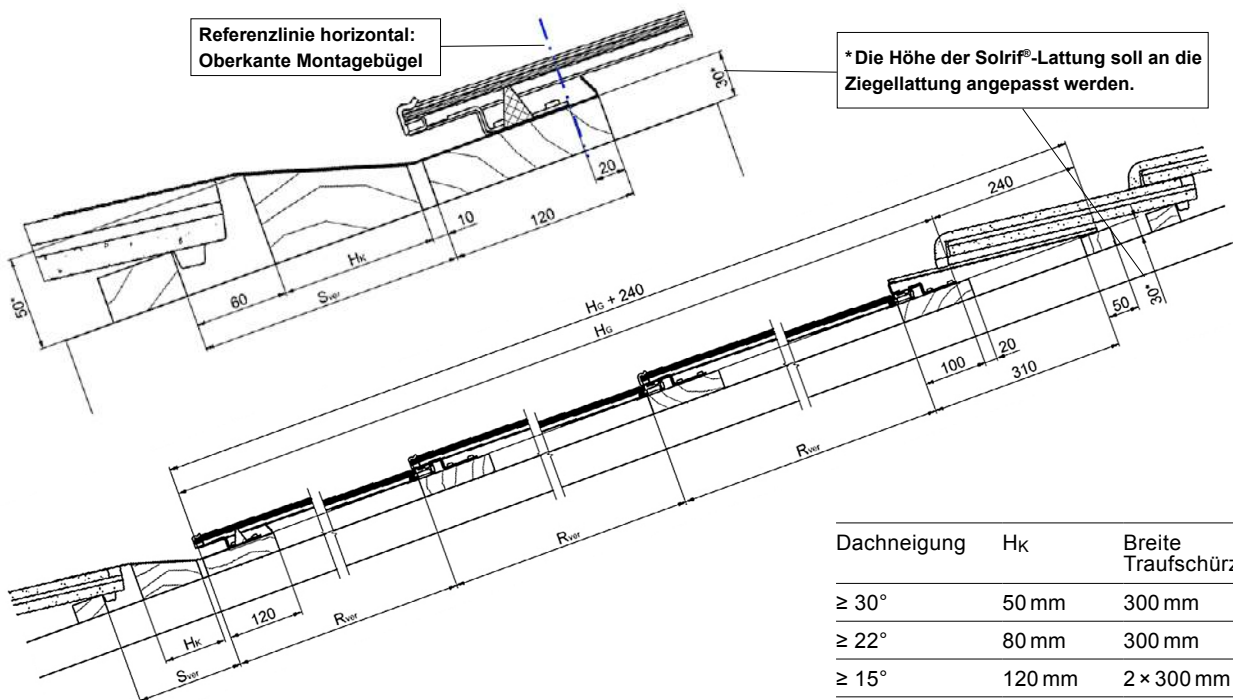 Referenzlinie horizontal:
Oberkante Montagebügel
*Die Höhe der Solrif®-Lattung soll an die
Ziegellattung angepasst werden.
30*
20
10
120
HK
60
Sver
50*
240
HG + 240
HG
50
30*
20
100
310
Rver
Rver
Rver
120
HK
Sver
Dachneigung HK Breite
Traufschürz
≥ 30° 50 mm 300 mm
≥ 22° 80 mm 300 mm
≥ 15° 120 mm 2 × 300 mm